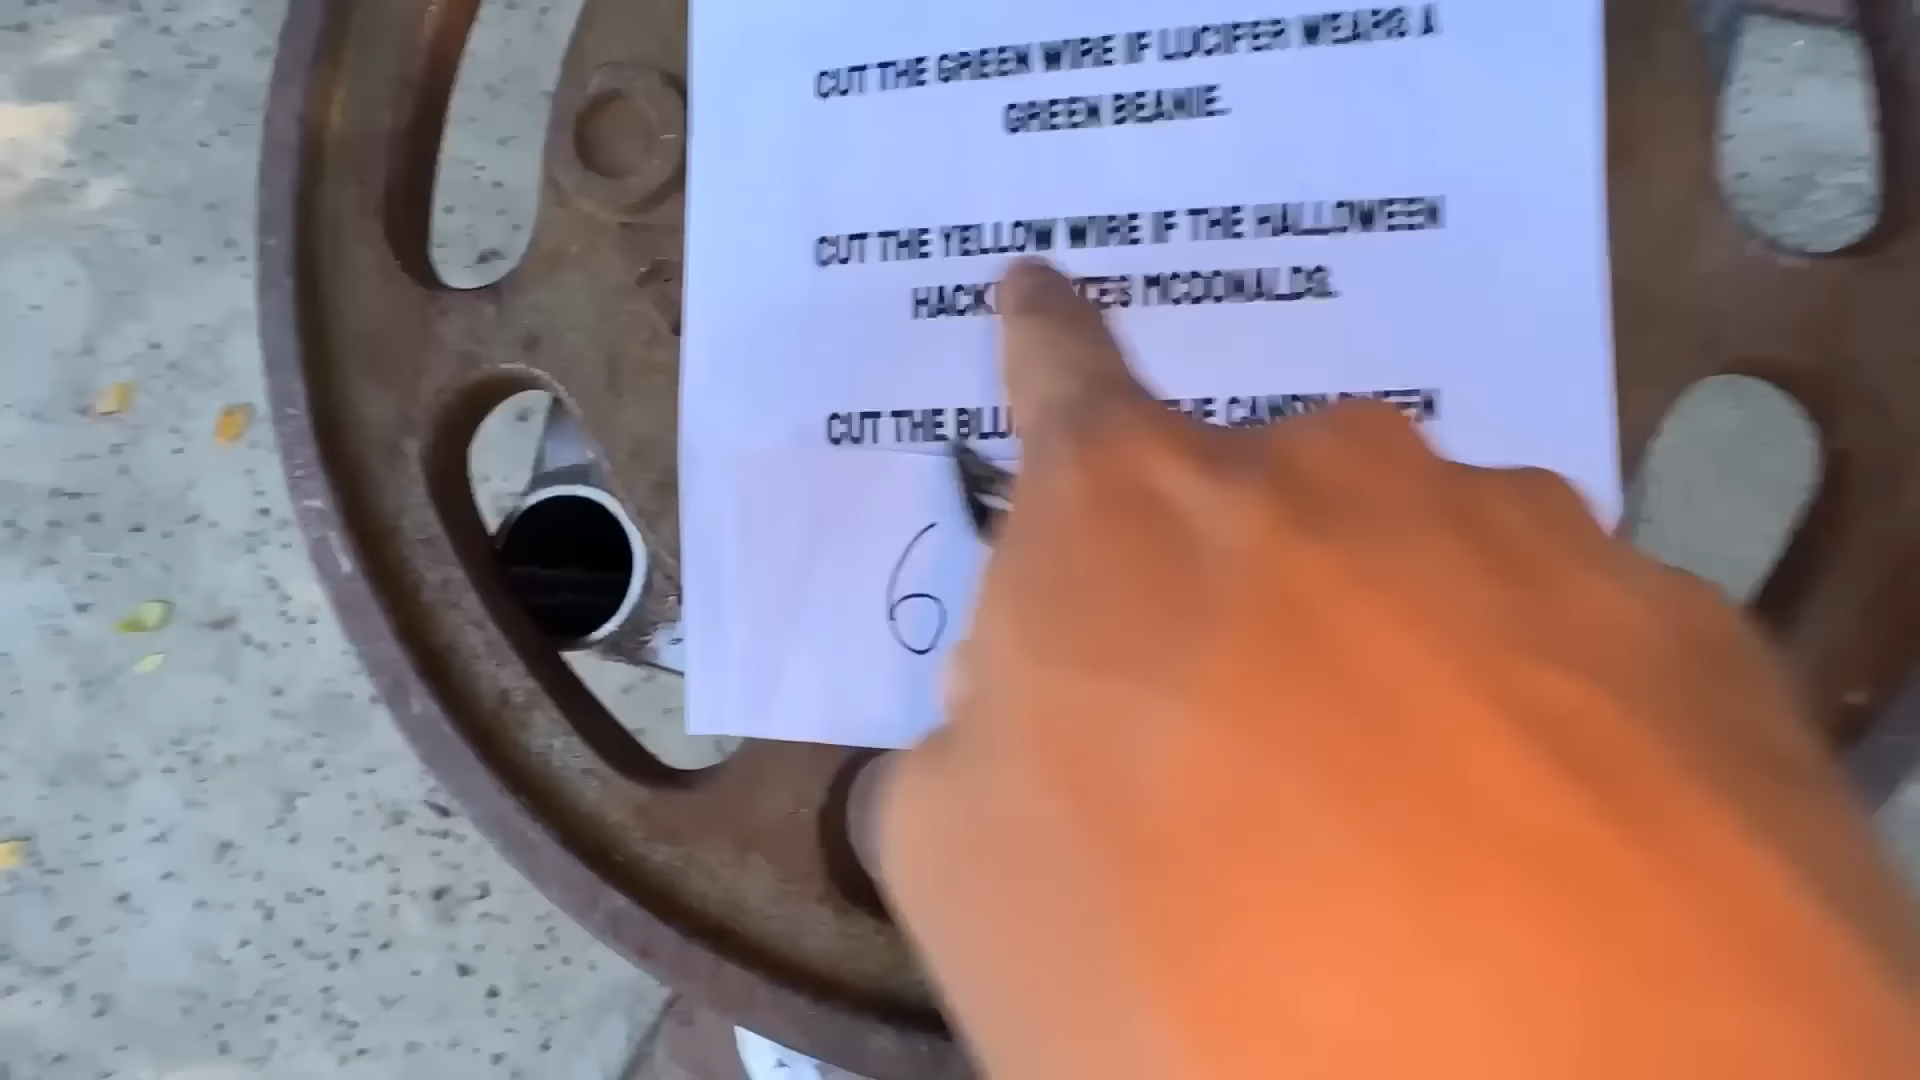 CUT THE GREEN WIRE IF LUCIFER WEARS A
GREEN BEANIE.
CUT THE YELLOW WIRE IF THE HALLOWEEN
MCDONALDS.
CUT THE
6